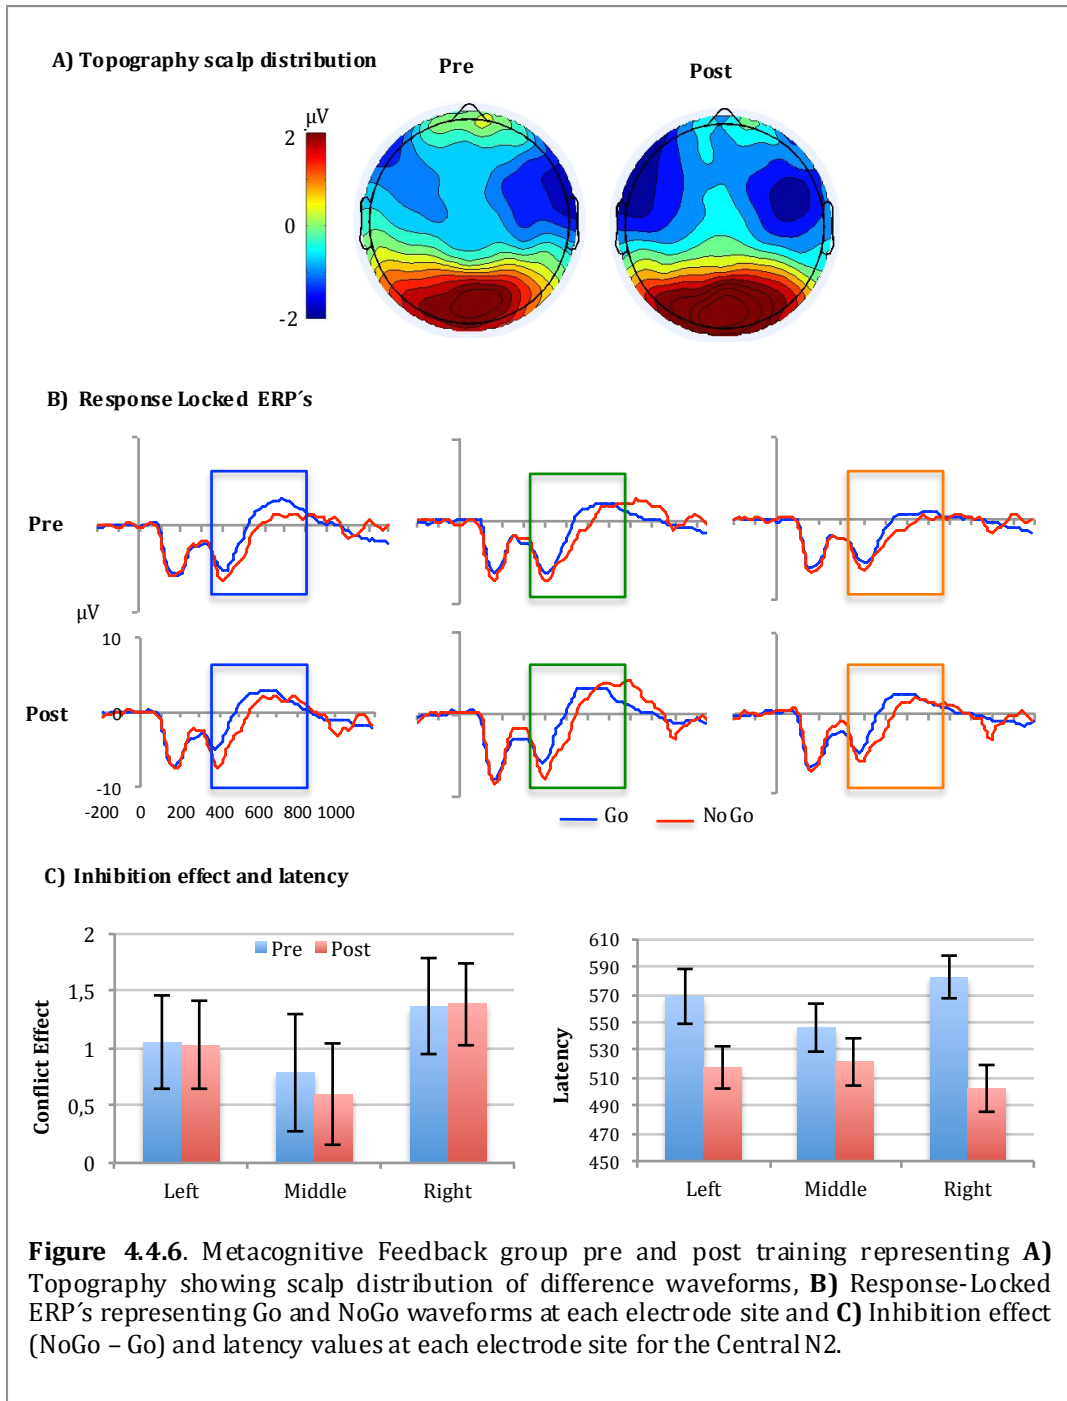 A) Topography scalp distribution
Pre
Post
μV
2
0
-2
B) Response Locked ERP´s
Pre
μV
10
Post
0
-10
-200 0 200 400 600 800 1000
Go
No Go
C) Inhibition effect and latency
2
1,5
1
0,5
0
Conflict Effect
Pre
Post
Left Middle Right
610
590
570
550
530
510
490
470
450
Latency
Left Middle Right
Figure 4.4.6. Metacognitive Feedback group pre and post training representing A)
Topography showing scalp distribution of difference waveforms, B) Response-Locked
ERP´s representing Go and NoGo waveforms at each electrode site and C) Inhibition effect
(NoGo – Go) and latency values at each electrode site for the Central N2.